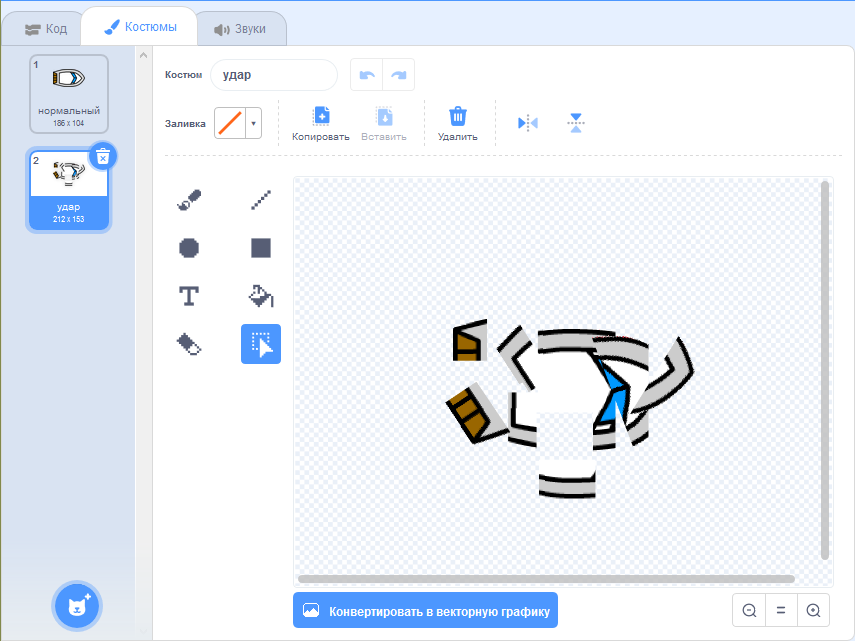 Код
Костюмы
Звуки
1
нормальный
186 x 104
2
удар
212 x 153
Костюм
удар
Заливка
Копировать
Вставить
Удалить
T
Конвертировать в векторную графику